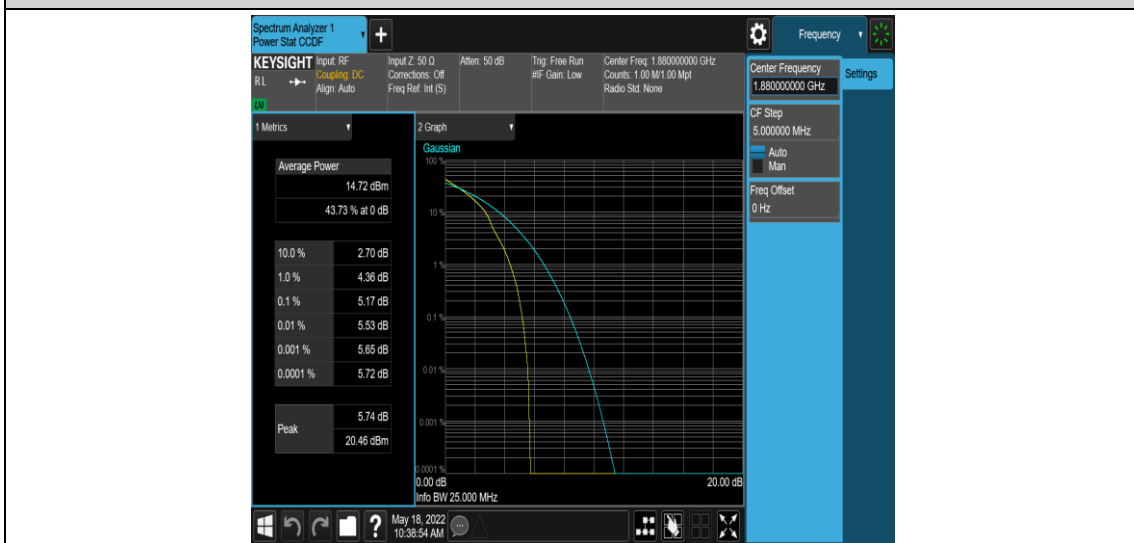 Spectrum Analyzer 1
Power Stat CCDF
Frequency
KEYSIGHT
RL
LXI
Input: RF
Coupling: DC
Align: Auto
Input Z: 50 Ω
Corrections: Off
Freq Ref: Int (S)
Atten: 50 dB
Trig: Free Run
#IF Gain: Low
Center Freq: 1.880000000 GHz
Counts: 1.00 M/1.00 Mpt
Radio Std: None
Center Frequency
1.880000000 GHz
Settings
CF Step
5.000000 MHz
Auto
Man
Freq Offset
0 Hz
1 Metrics
Average Power
14.72 dBm
43.73 % at 0 dB
10.0 % 2.70 dB
1.0 % 4.36 dB
0.1 % 5.17 dB
0.01 % 5.53 dB
0.001 % 5.65 dB
0.0001 % 5.72 dB
Peak
5.74 dB
20.46 dBm
2 Graph
Gaussian
100 %
10 %
1 %
0.1 %
0.01 %
0.001 %
0.0001 %
0.00 dB 20.00 dB
Info BW 25.000 MHz
?
May 18, 2022
10:38:54 AM